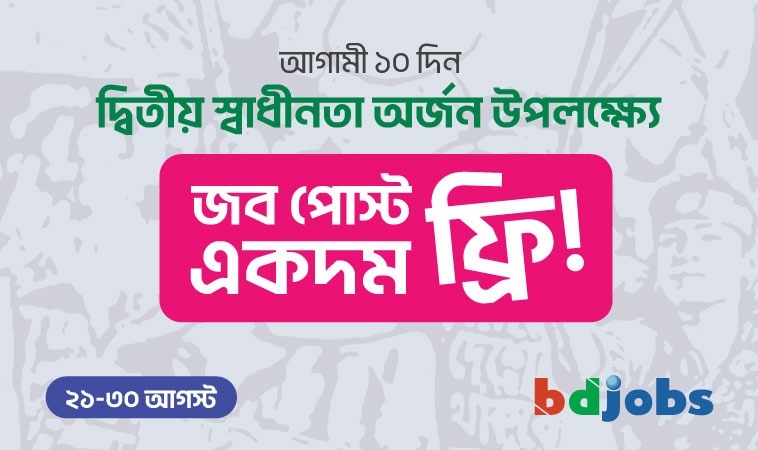 আগামী ১০ দিন
দ্বিতীয় স্বাধীনতা অর্জন উপলক্ষ্যে
জব পোস্ট
একদম ফ্রি!
২১-৩০ আগস্ট
bdjobs